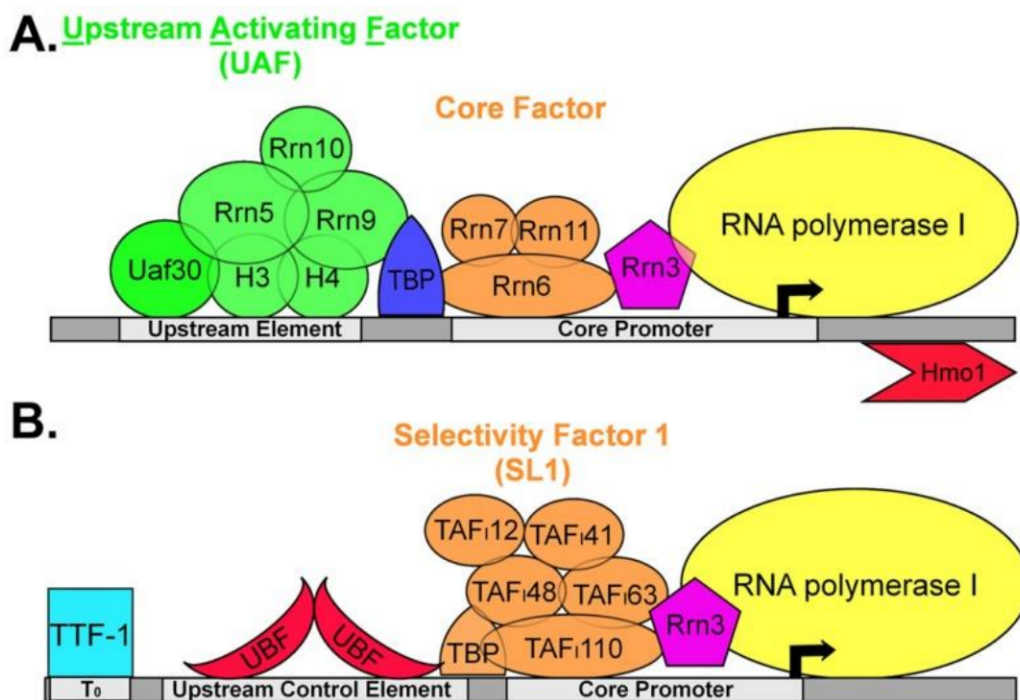 A.
Upstream Activating Factor
(UAF)
Core Factor
Rrn10
Rrn5
Rrn9
Uaf30
H3
H4
TBP
Rrn7
Rrn11
Rrn6
Rrn3
RNA polymerase I
Upstream Element
Core Promoter
Hmo1
B.
Selectivity Factor 1
(SL1)
TAFI12
TAFI41
TAFI48
TAFI63
TBP
TAFI110
Rrn3
RNA polymerase I
TTF-1
UBF
UBF
T0
Upstream Control Element
Core Promoter